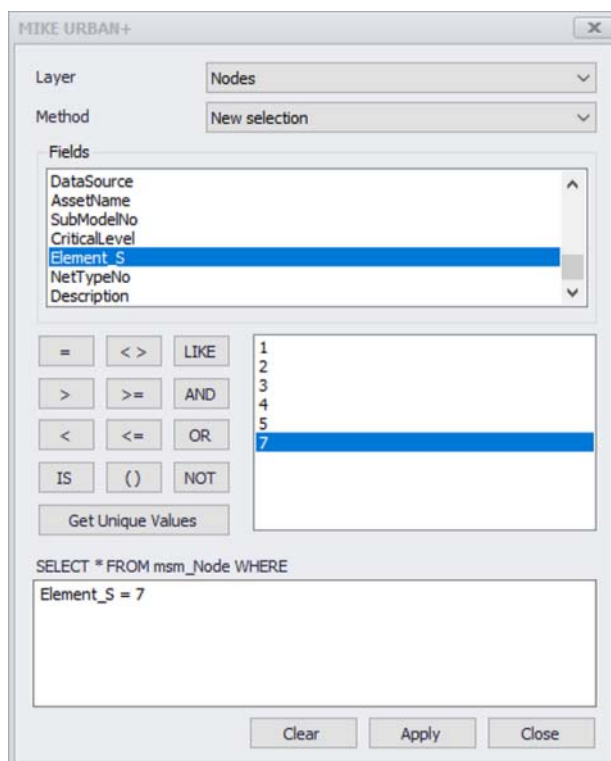 MIKE URBAN+
Layer Nodes
Method New selection
Fields
DataSource
AssetName
SubModelNo
CriticalLevel
Element_S
NetTypeNo
Description
= < > LIKE
> >= AND
< <= OR
IS () NOT
Get Unique Values
1
2
3
4
5
7
SELECT * FROM msm_Node WHERE
Element_S = 7
Clear Apply Close